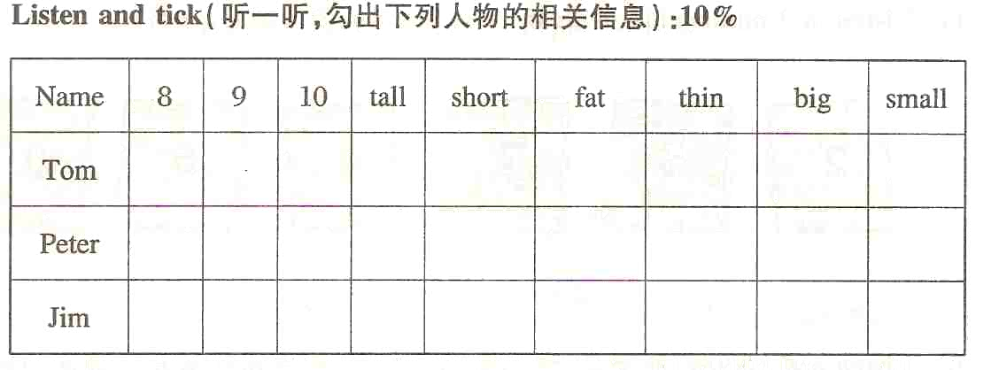 Listen and tick(听一听,勾出下列人物的相关信息):10%
Name 8 9 10 tall short fat thin big small
Tom
Peter
Jim